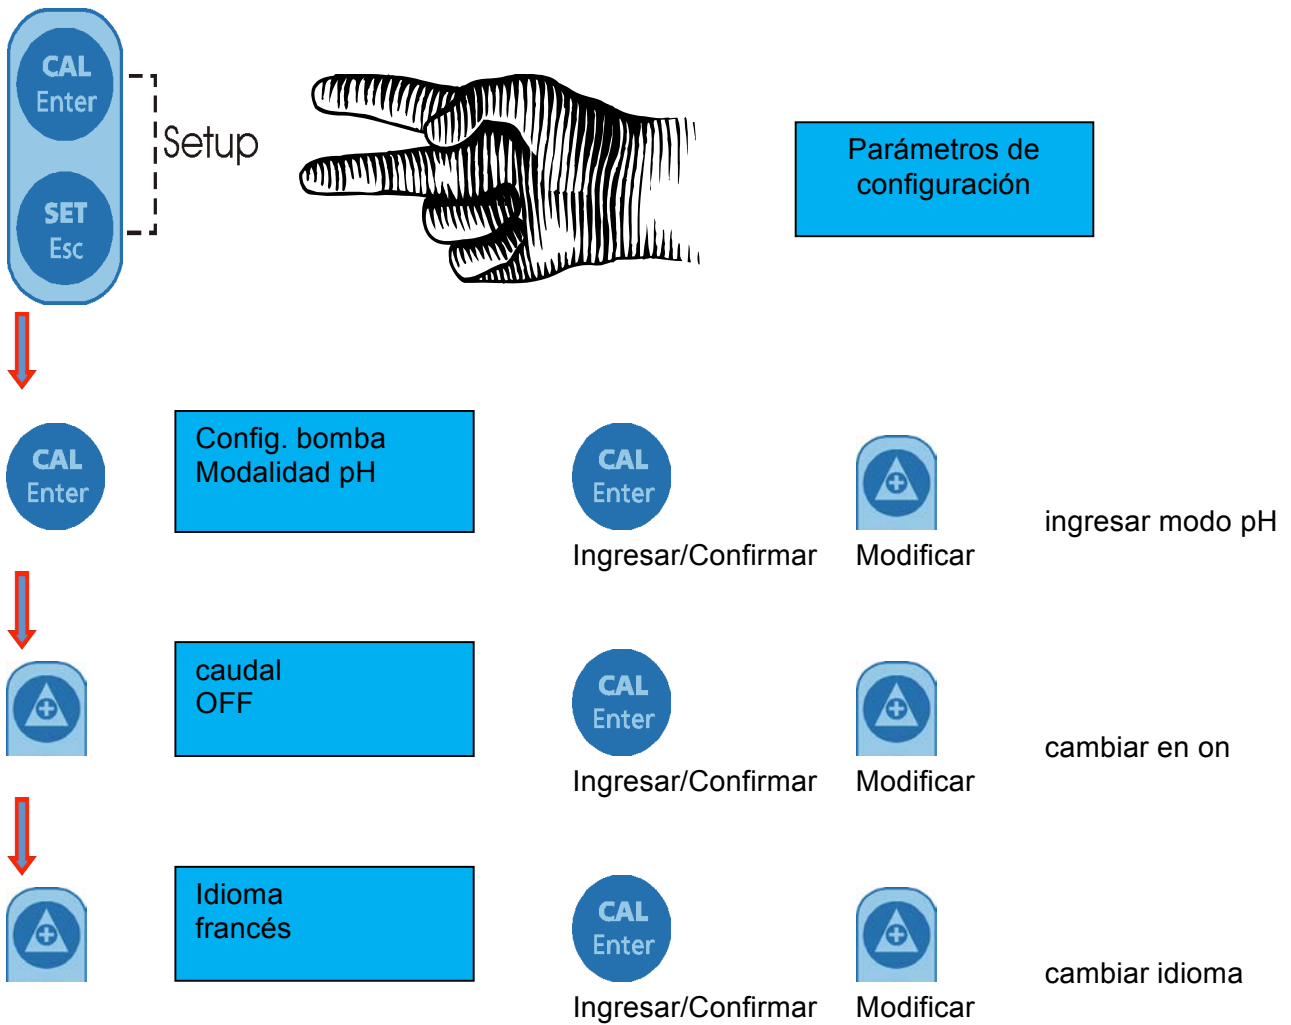 CAL
Enter
Setup
SET
Esc
Parámetros de
configuración
CAL
Enter
Config. bomba
Modalidad pH
CAL
Enter
Ingresar/Confirmar
Modificar
ingresar modo pH
caudal
OFF
CAL
Enter
Ingresar/Confirmar
Modificar
cambiar en on
Idioma
francés
CAL
Enter
Ingresar/Confirmar
Modificar
cambiar idioma